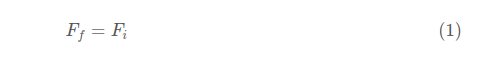 F_f = F_i (1)